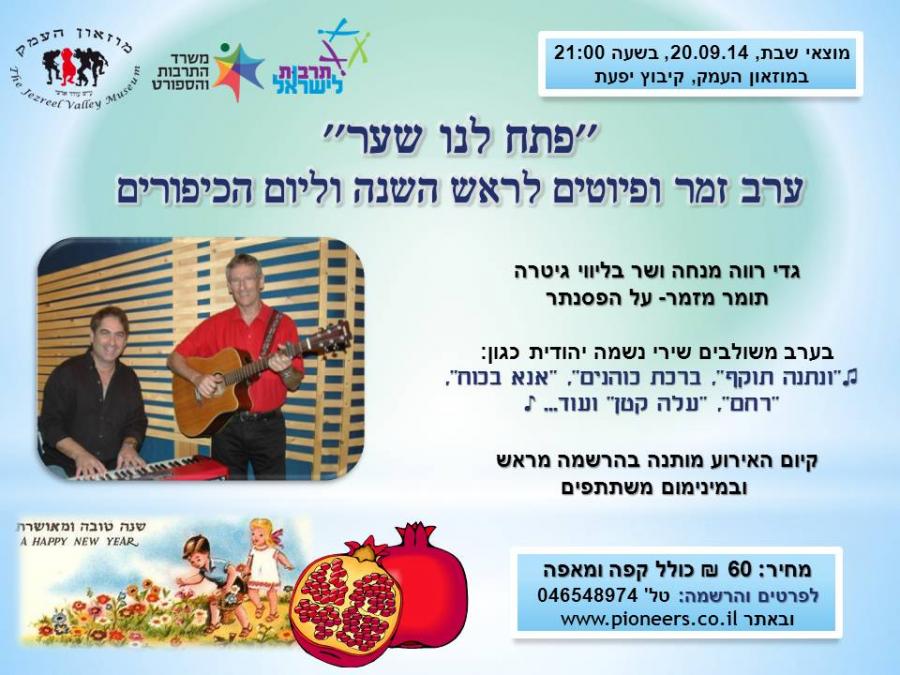 מוזאון העמק
ע"ש עודר ארצי
The Jezreel Valley Museum
משרד
התרבות
והספורט
תרבות
לישראל
מוצאי שבת, 20.09.14, בשעה 21:00
במוזאון העמק, קיבוץ יפעת
"פתח לנו שער"
ערב זמר ופיוטים לראש השנה וליום הכיפורים
גדי רווה מנחה ושר בליווי גיטרה
תומר מזמר- על הפסנתר
בערב משולבים שירי נשמה יהודית כגון:
♫"ונתנה תוקף", ברכת כוהנים", "אנא בכוח",
"רחם", "עלה קטן" ועוד... ♪
קיום האירוע מותנה בהרשמה מראש
ובמינימום משתתפים
שנה טובה ומאושרת
A HAPPY NEW YEAR
מחיר: 60 ₪ כולל קפה ומאפה
לפרטים והרשמה: טל' 046548974
ובאתר www.pioneers.co.il